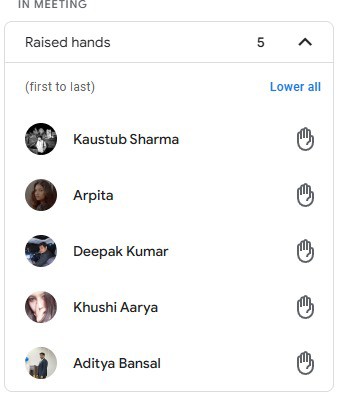 IN MEETING
Raised hands 5
(first to last) Lower all
Kaustub Sharma
Arpita
Deepak Kumar
Khushi Aarya
Aditya Bansal